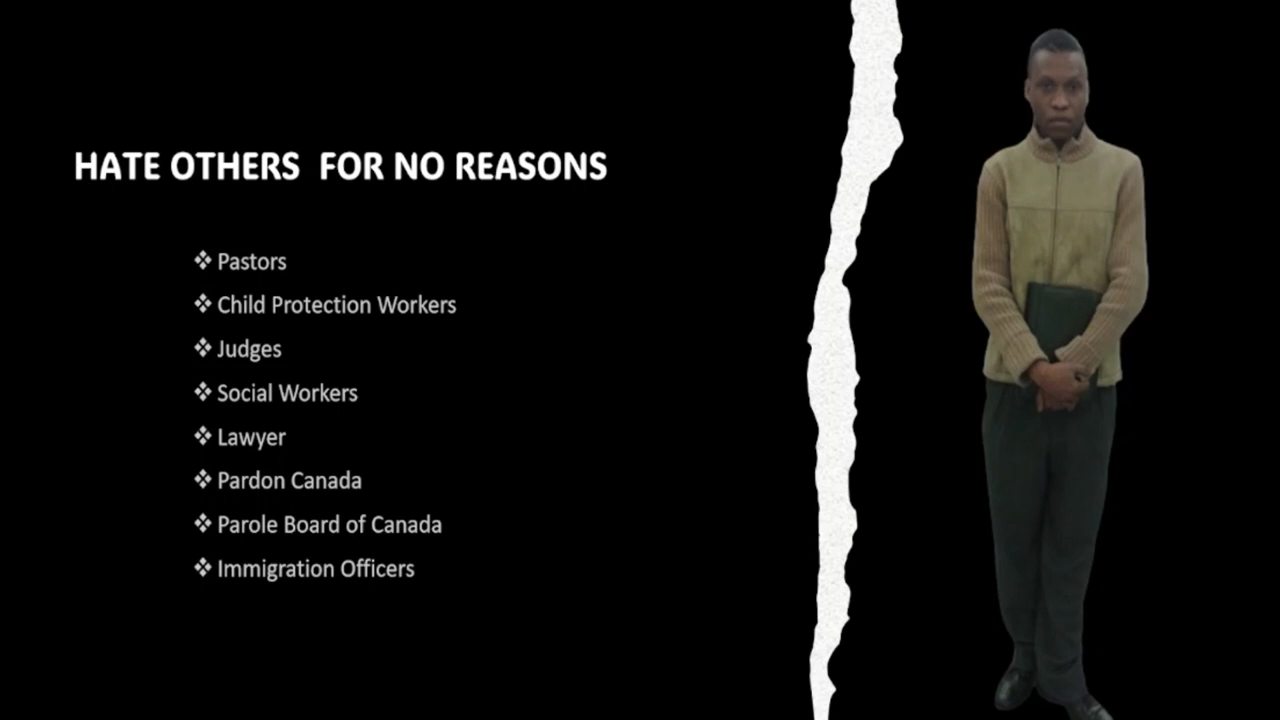 HATE OTHERS FOR NO REASONS
❖ Pastors
❖ Child Protection Workers
❖ Judges
❖ Social Workers
❖ Lawyer
❖ Pardon Canada
❖ Parole Board of Canada
❖ Immigration Officers